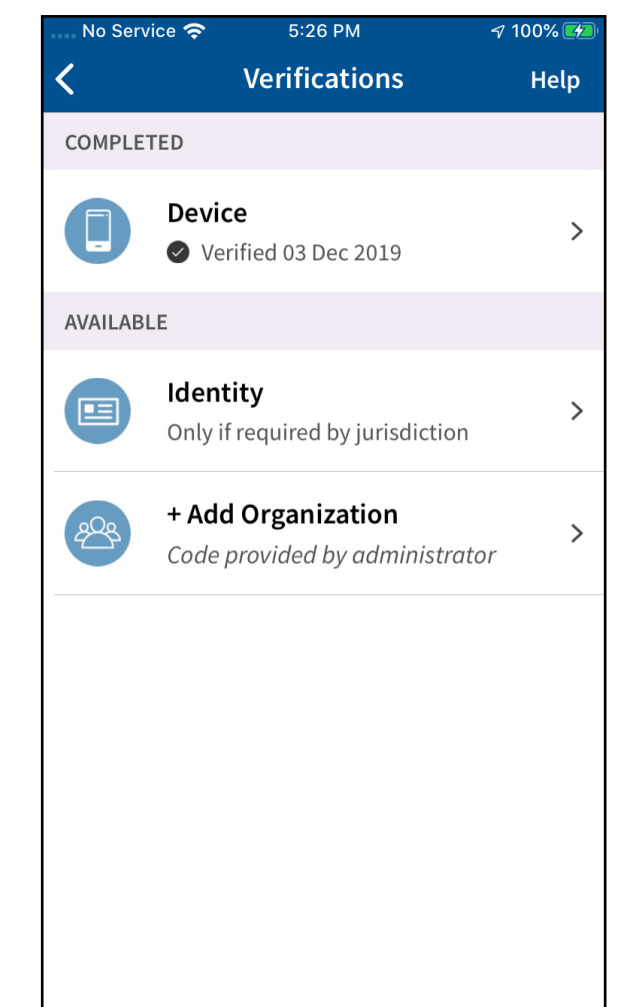 No Service 5:26 PM 100%
Verifications Help
COMPLETED
Device
Verified 03 Dec 2019
AVAILABLE
Identity
Only if required by jurisdiction
+ Add Organization
Code provided by administrator